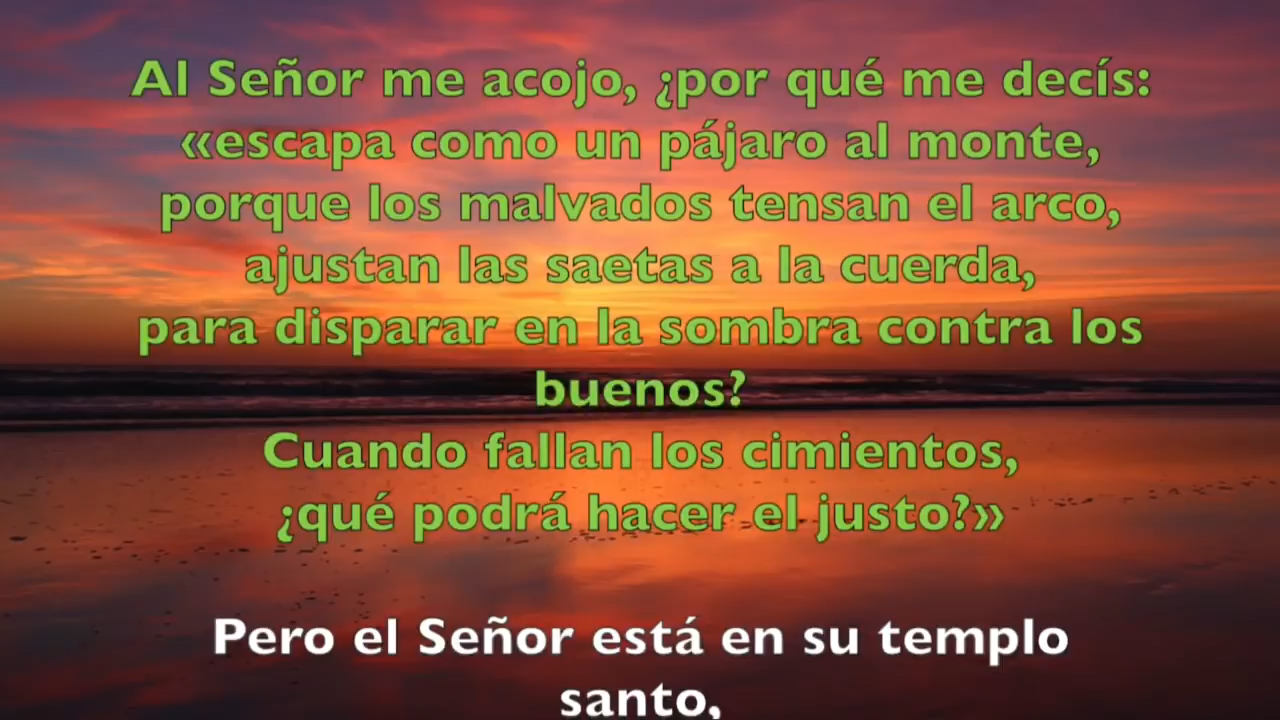 Al Señor me acojo, ¿por qué me decís:
«escapa como un pájaro al monte,
porque los malvados tensan el arco,
ajustan las saetas a la cuerda,
para disparar en la sombra contra los
buenos?
Cuando fallan los cimientos,
¿qué podrá hacer el justo?»
Pero el Señor está en su templo
santo,